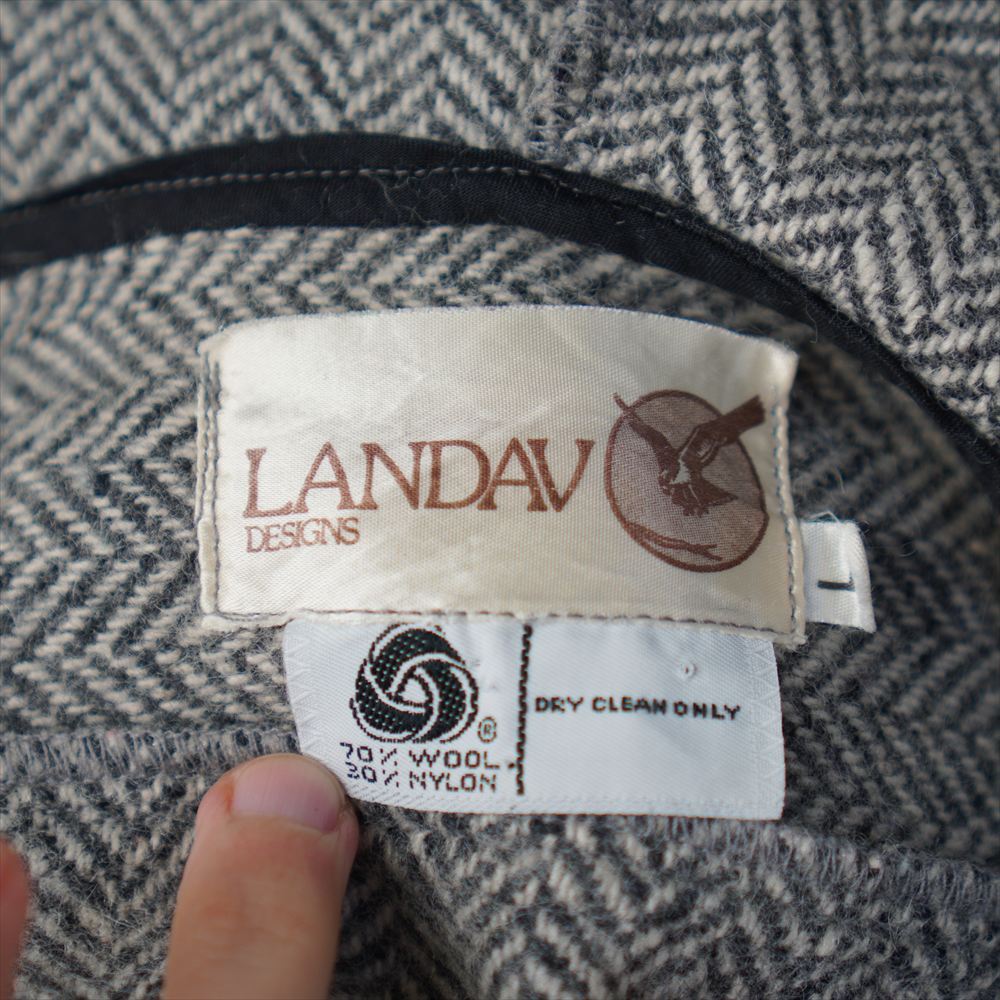 LANDAV
DESIGNS
L
®
70% WOOL
30% NYLON
DRY CLEAN ONLY